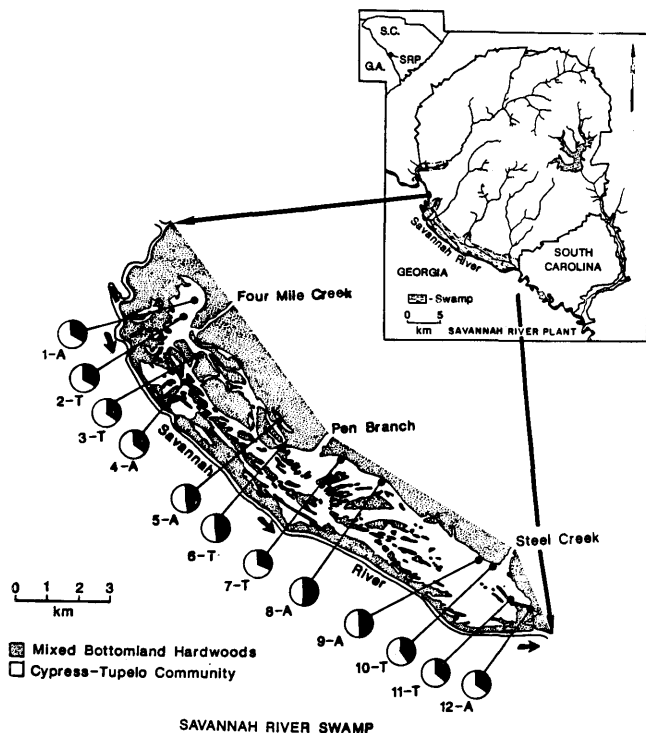 S.C.
G.A.
SRP
N
SOUTH
CAROLINA
Savannah River
GEORGIA
- Swamp
0 5
km
SAVANNAH RIVER PLANT
Four Mile Creek
1-A
2-T
3-T
4-A
Savannah
Pen Branch
5-A
6-T
7-T
8-A
River
Steel Creek
9-A
10-T
11-T
12-A
0 1 2 3
km
Mixed Bottomland Hardwoods
Cypress-Tupelo Community
SAVANNAH RIVER SWAMP